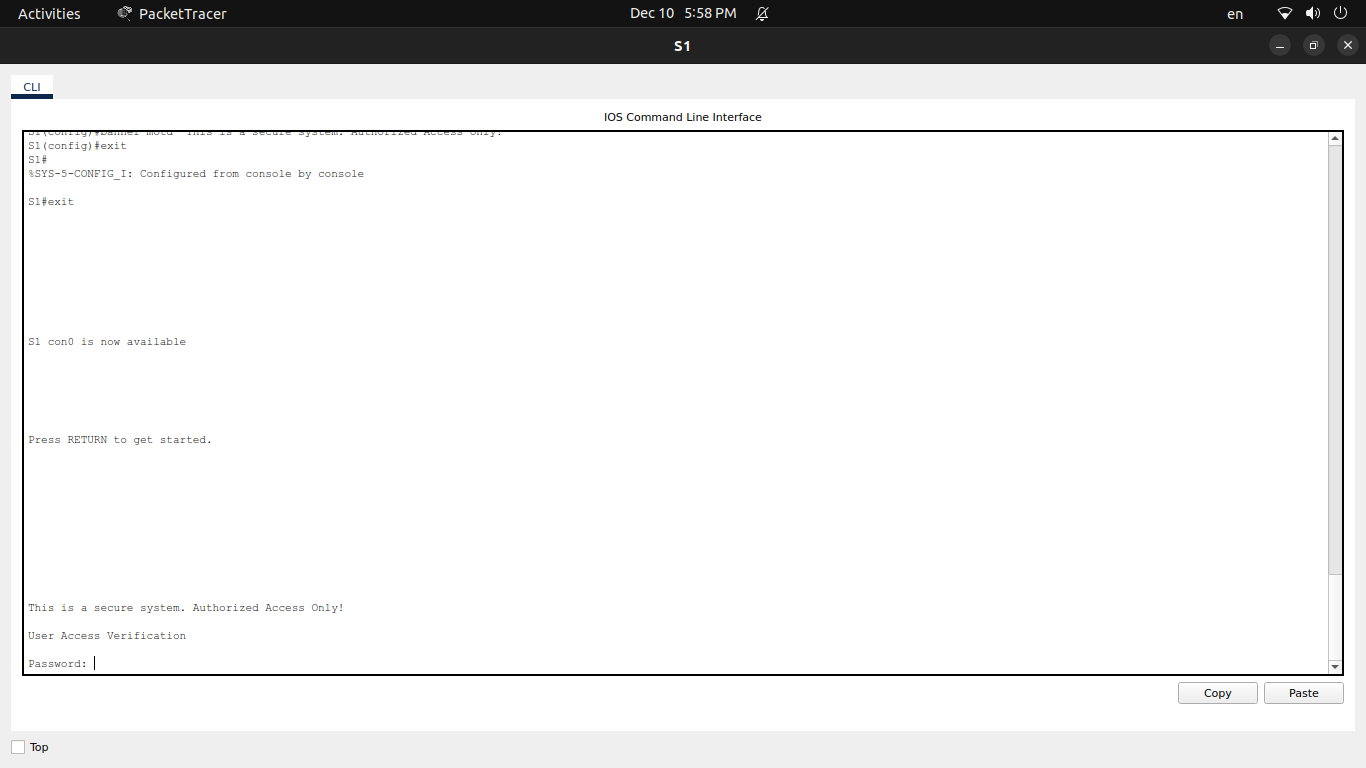 Activities
PacketTracer
Dec 10 5:58 PM
en
S1
CLI
IOS Command Line Interface
S1(config)#banner motd "This is a secure system. Authorized Access Only!
S1(config)#exit
S1#
%SYS-5-CONFIG_I: Configured from console by console
S1#exit
S1 con0 is now available
Press RETURN to get started.
This is a secure system. Authorized Access Only!
User Access Verification
Password:
Copy
Paste
Top